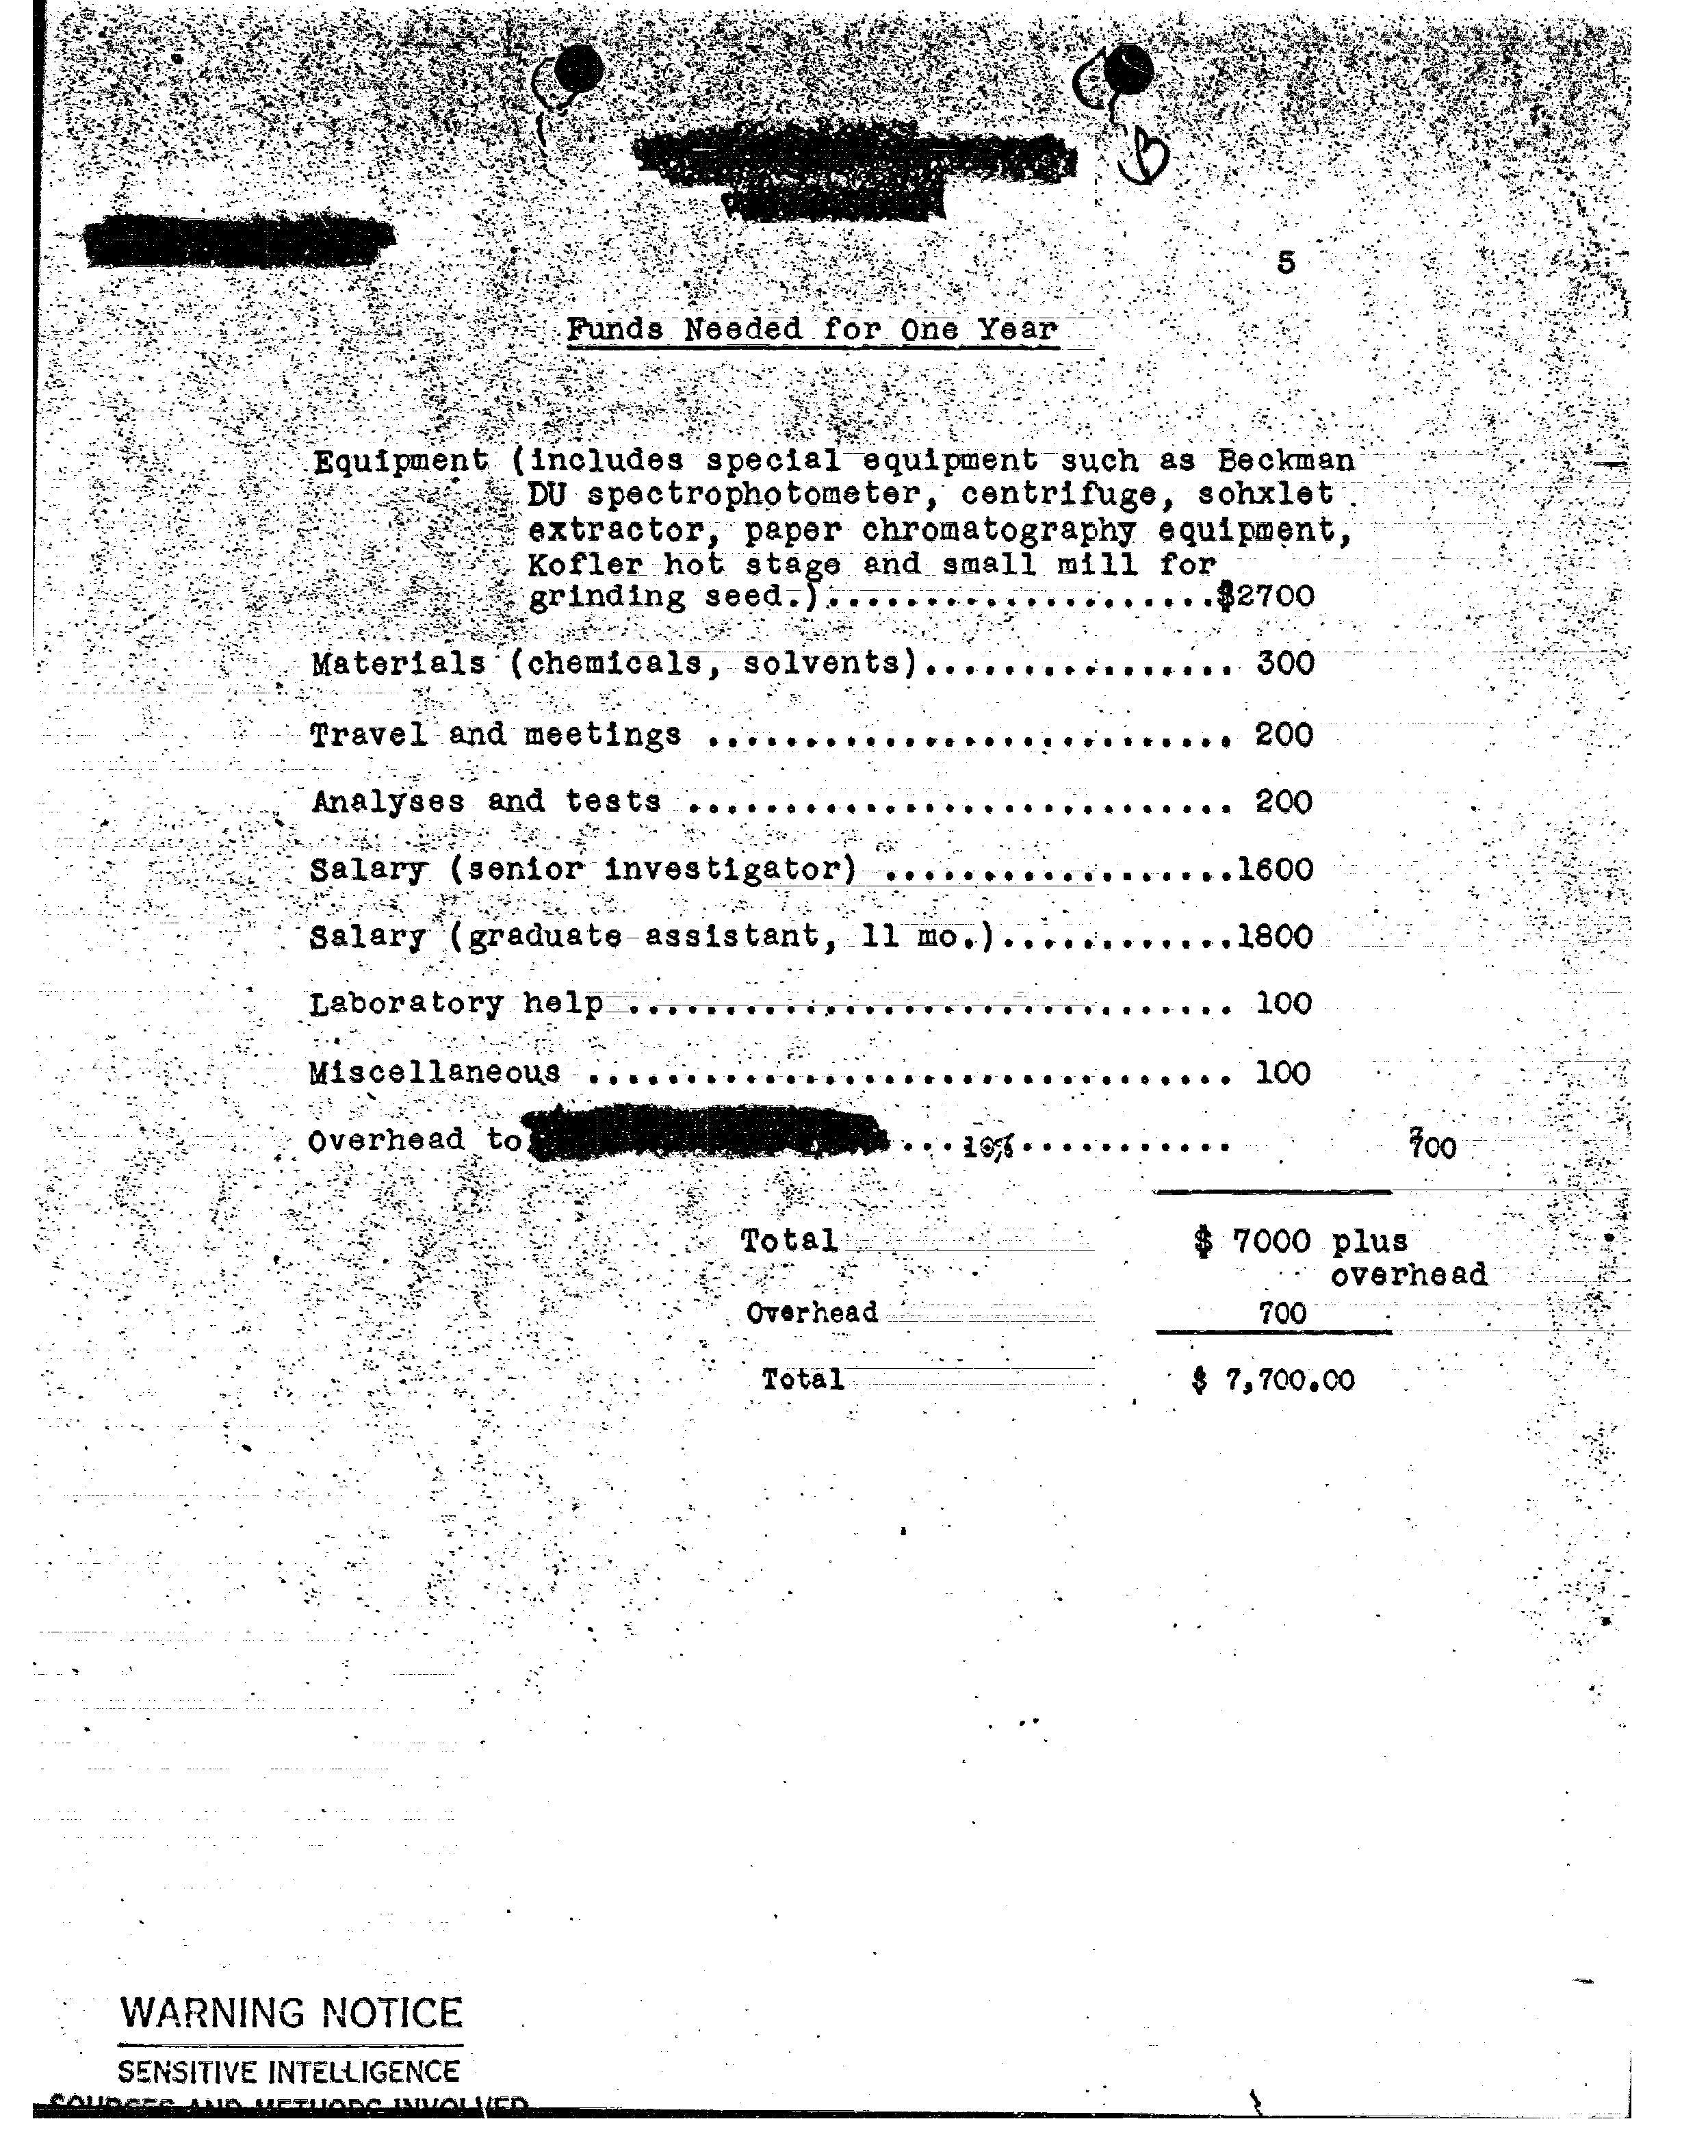 B
5
Funds Needed for One Year
Equipment (includes special equipment such as Beckman
DU spectrophotometer, centrifuge, sohxlet
extractor, paper chromatography equipment,
Kofler hot stage and small mill for
grinding seed.)....................$2700
Materials (chemicals, solvents)................ 300
Travel and meetings ........................... 200
Analyses and tests ............................ 200
Salary (senior investigator) ..................1600
Salary (graduate assistant, 11 mo.)............1800
Laboratory help ............................... 100
Miscellaneous ................................. 100
Overhead to ...10%........... 700
Total $ 7000 plus
overhead
Overhead 700
Total $ 7,700.00
WARNING NOTICE
SENSITIVE INTELLIGENCE
SOURCES AND METHODS INVOLVED